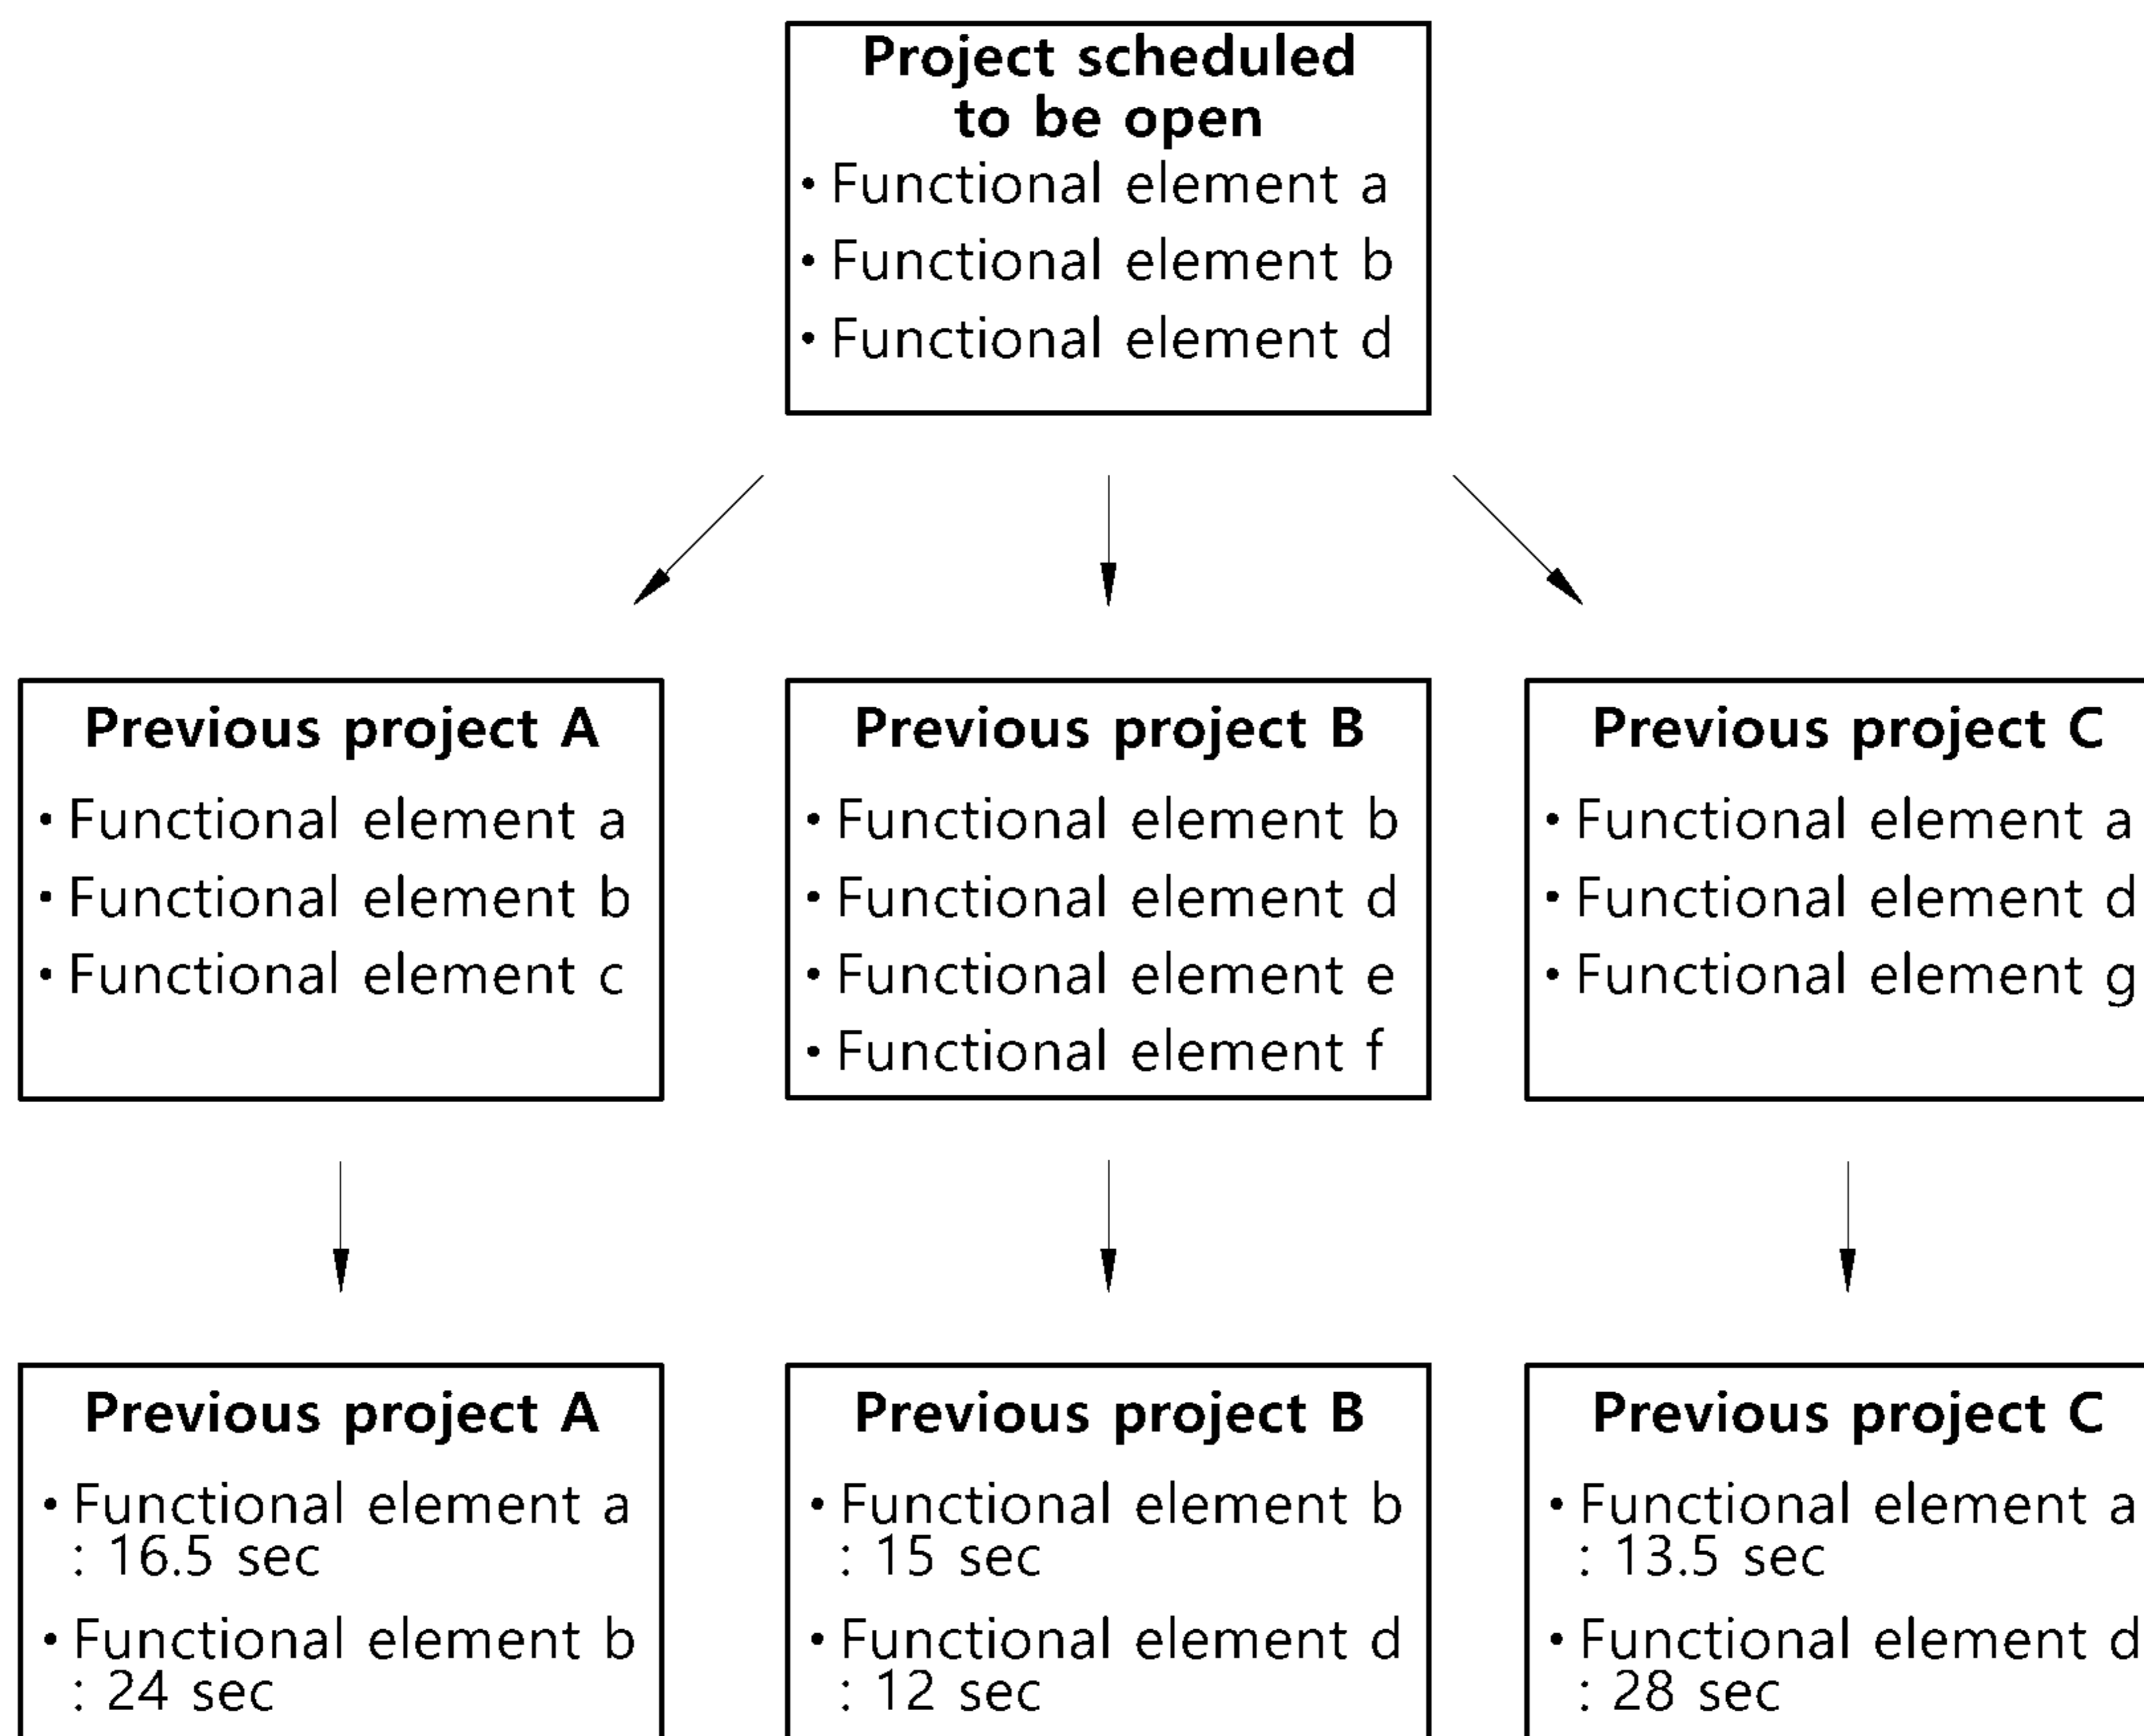 Project scheduled
to be open
• Functional element a
• Functional element b
• Functional element d
Previous project A
• Functional element a
• Functional element b
• Functional element c
Previous project B
• Functional element b
• Functional element d
• Functional element e
• Functional element f
Previous project C
• Functional element a
• Functional element d
• Functional element g
Previous project A
• Functional element a
: 16.5 sec
• Functional element b
: 24 sec
Previous project B
• Functional element b
: 15 sec
• Functional element d
: 12 sec
Previous project C
• Functional element a
: 13.5 sec
• Functional element d
: 28 sec